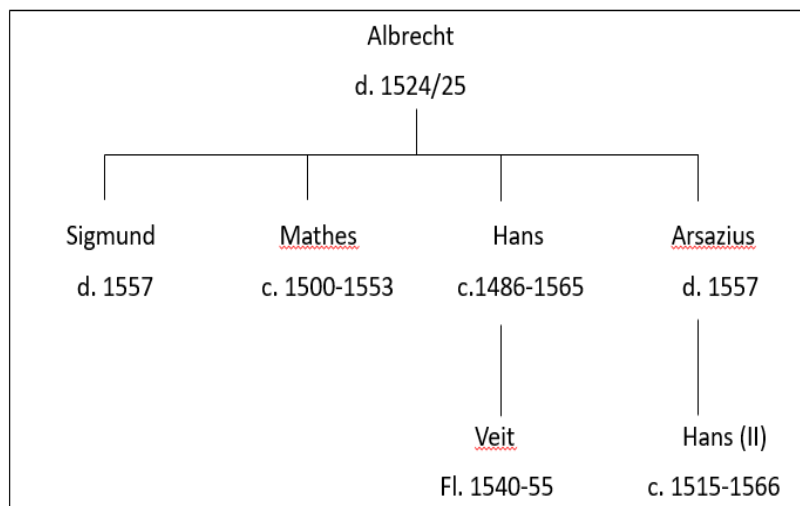 Albrecht
d. 1524/25
Sigmund Mathes Hans Arsazius
d. 1557 c. 1500-1553 c.1486-1565 d. 1557
Veit Hans (II)
Fl. 1540-55 c. 1515-1566